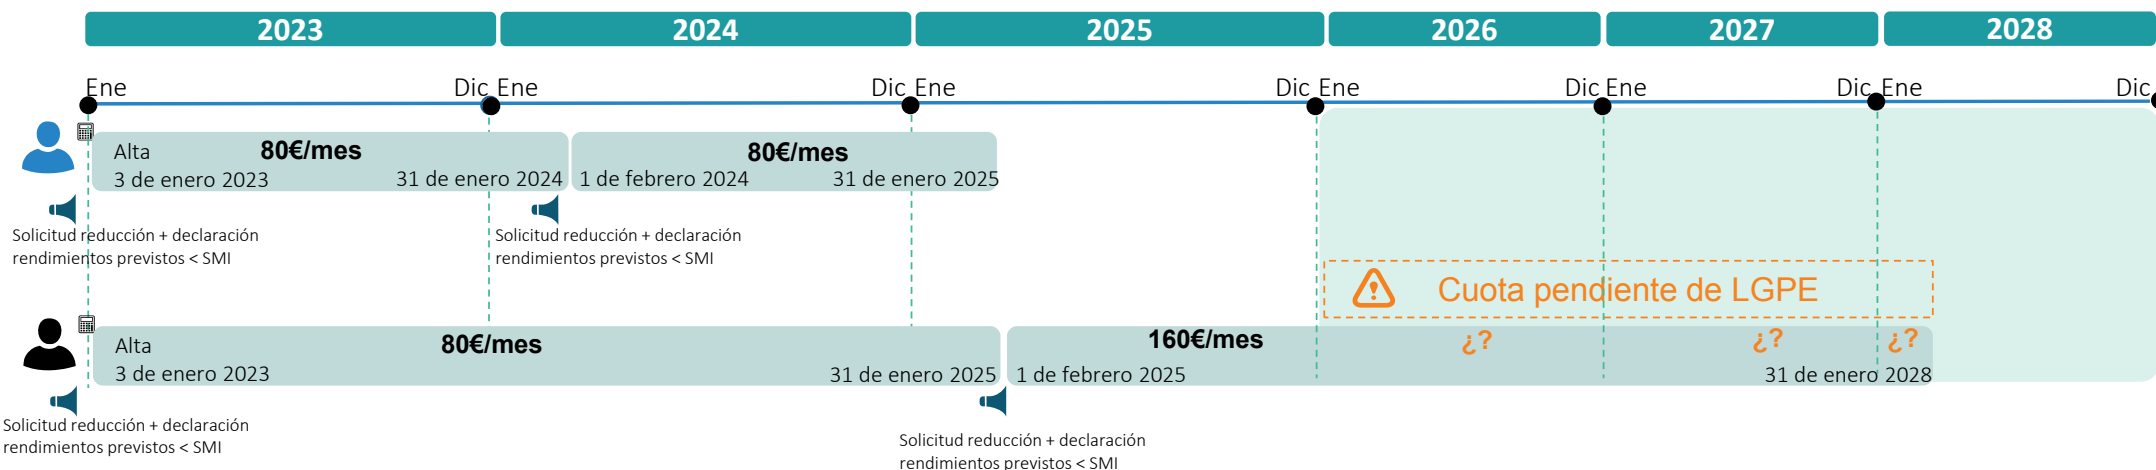 2023 2024 2025 2026 2027 2028
Ene Dic Ene Dic Ene Dic Ene Dic Ene Dic Ene Dic
Alta 80€/mes
3 de enero 2023 31 de enero 2024
80€/mes
1 de febrero 2024 31 de enero 2025
Solicitud reducción + declaración
rendimientos previstos < SMI
Solicitud reducción + declaración
rendimientos previstos < SMI
Cuota pendiente de LGPE
Alta 80€/mes
3 de enero 2023 31 de enero 2025
160€/mes ¿? ¿? ¿?
1 de febrero 2025 31 de enero 2028
Solicitud reducción + declaración
rendimientos previstos < SMI
Solicitud reducción + declaración
rendimientos previstos < SMI